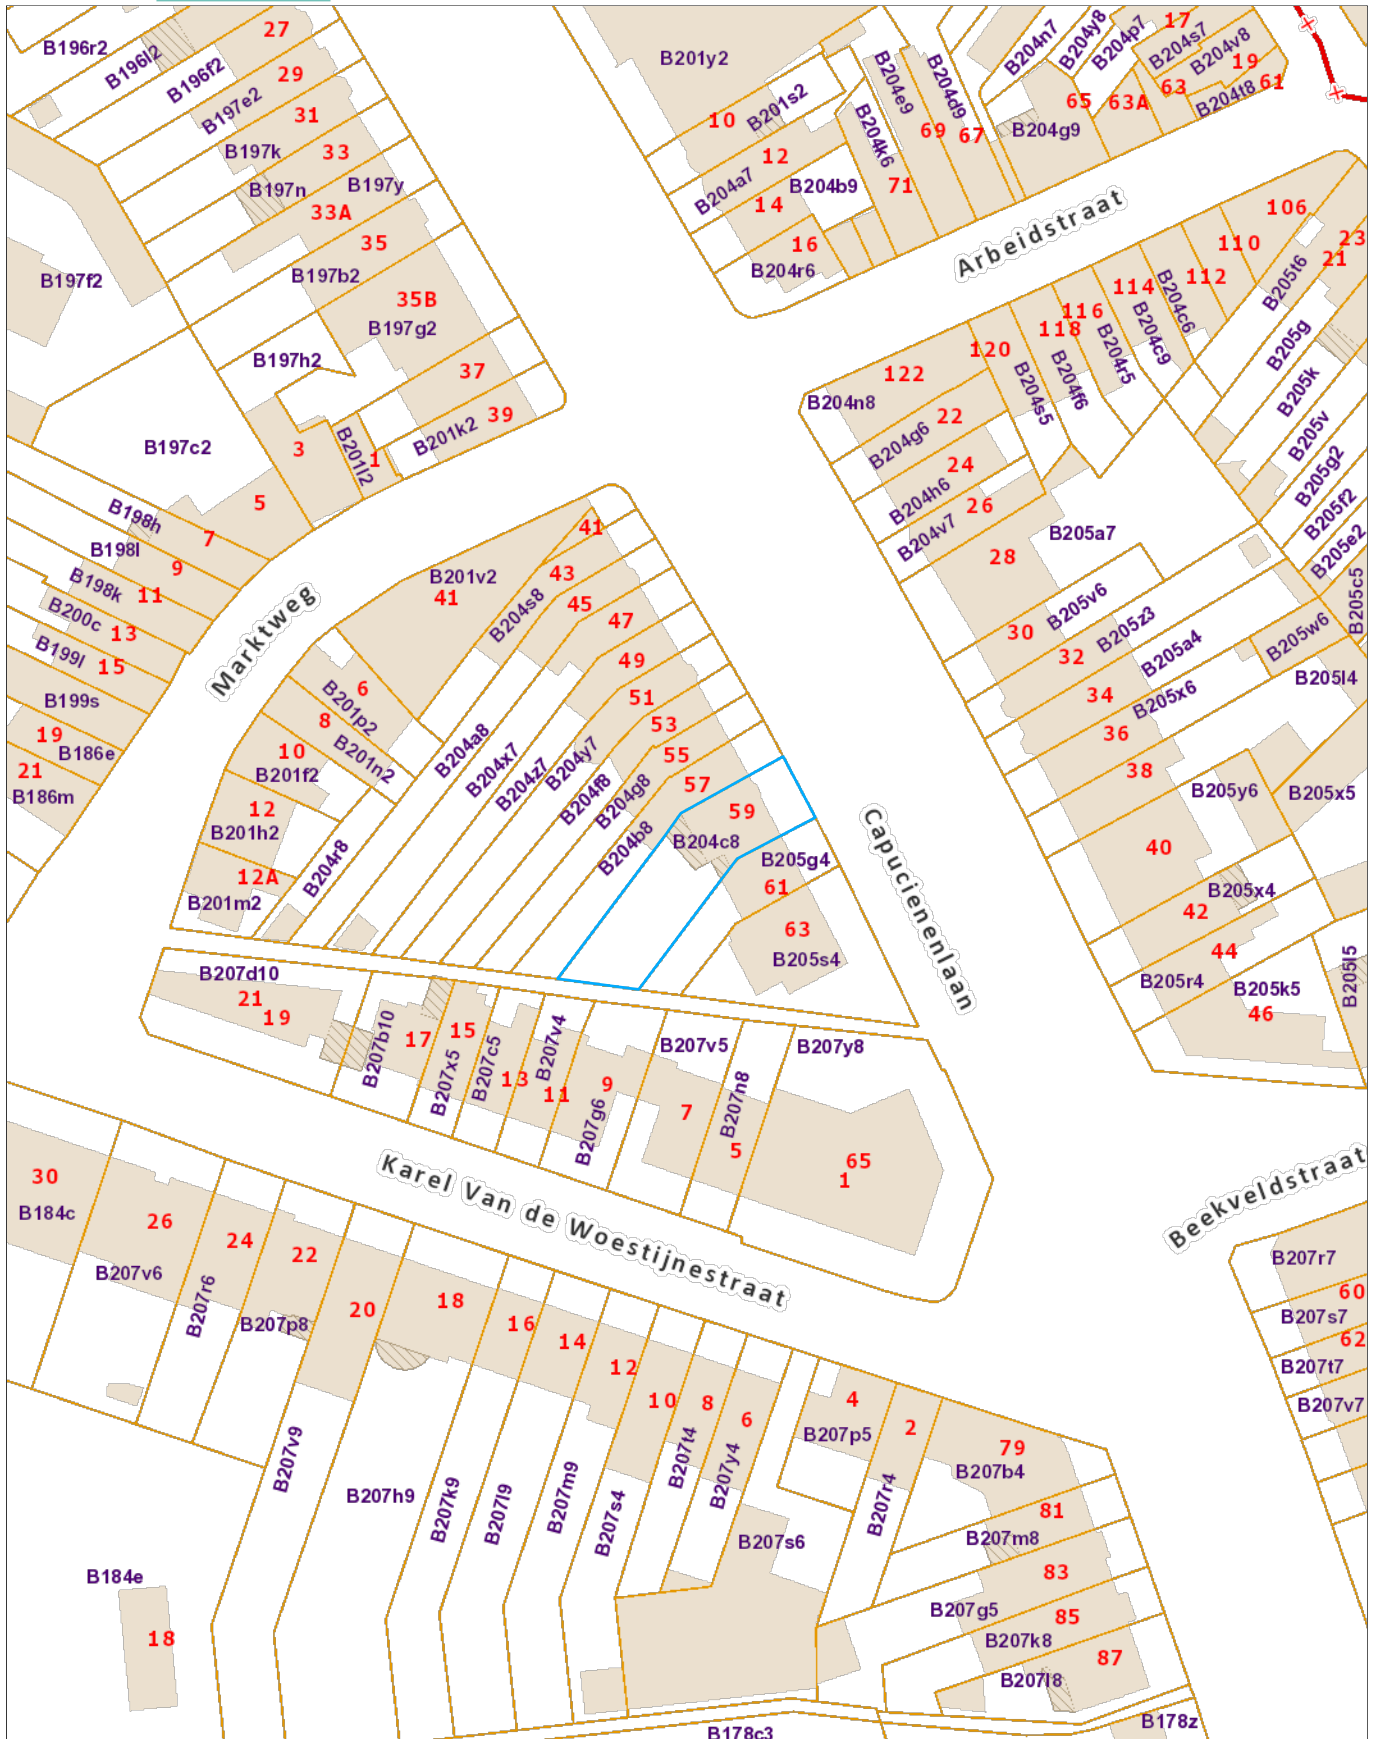 27
B196r2
B196l2
B196f2
29
B197e2
31
B197k
33
B197n
B197y
33A
35
B197f2
B197b2
35B
B197g2
B197h2
37
39
B201k2
B197c2
3
B201l2
1
5
B198h
7
B198l
9
B198k
11
B200c
13
B199l
15
B199s
19
B186e
21
B186m
Marktweg
B201y2
10
B201s2
12
B204a7
14
B204b9
16
B204r6
B204k6
71
B204e9
69
B204d9
67
B204n7
B204y8
B204p7
17
B204s7
B204v8
19
61
63
B204t8
65
63A
B204g9
Arbeidstraat
106
23
21
110
112
B205t6
114
B204c6
116
B204c9
118
B204r5
120
B204f6
122
B204s5
B204n8
22
B204g6
24
B204h6
26
B204v7
28
B205a7
B205g
B205k
B205v
B205g2
B205f2
B205e2
B205c5
30
B205v6
B205z3
32
B205a4
B205w6
34
B205x6
B205l4
36
38
B205y6
B205x5
40
B205x4
42
44
B205r4
B205k5
46
B205l5
41
B201v2
41
43
B204s8
45
47
49
51
53
55
57
59
B204c8
B205g4
61
63
B205s4
6
B201p2
8
B201n2
10
B201f2
12
B201h2
12A
B201m2
B204r8
B204a8
B204x7
B204z7
B204y7
B204f8
B204g8
B204b8
Capucienenlaan
B207d10
21
19
B207b10
17
15
B207x5
B207c5
13
B207v4
11
9
B207g6
B207v5
7
B207n8
5
B207y8
65
1
Karel Van de Woestijnestraat
Beekveldstraat
30
B184c
26
B207v6
24
B207r6
22
B207p8
20
18
16
14
12
10
8
6
B207v9
B207h9
B207k9
B207l9
B207m9
B207s4
B207t4
B207y4
4
B207p5
2
B207r4
79
B207b4
81
B207m8
83
B207g5
85
B207k8
87
B207l8
B207s6
B184e
18
B178c3
B178z
B207r7
60
B207s7
62
B207t7
B207v7